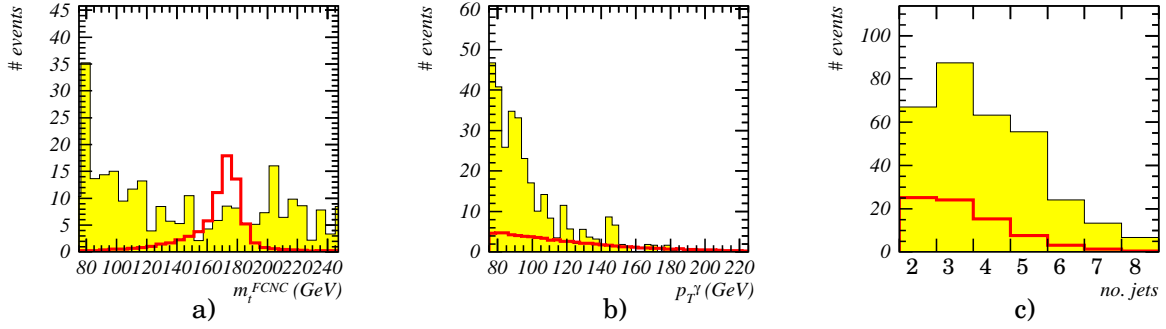 # events
45
40
35
30
25
20
15
10
5
0
80 100 120 140 160 180 200 220 240
m_t^FCNC (GeV)
a)
# events
60
50
40
30
20
10
0
80 100 120 140 160 180 200 220
p_T^γ (GeV)
b)
# events
100
80
60
40
20
0
2 3 4 5 6 7 8
no. jets
c)